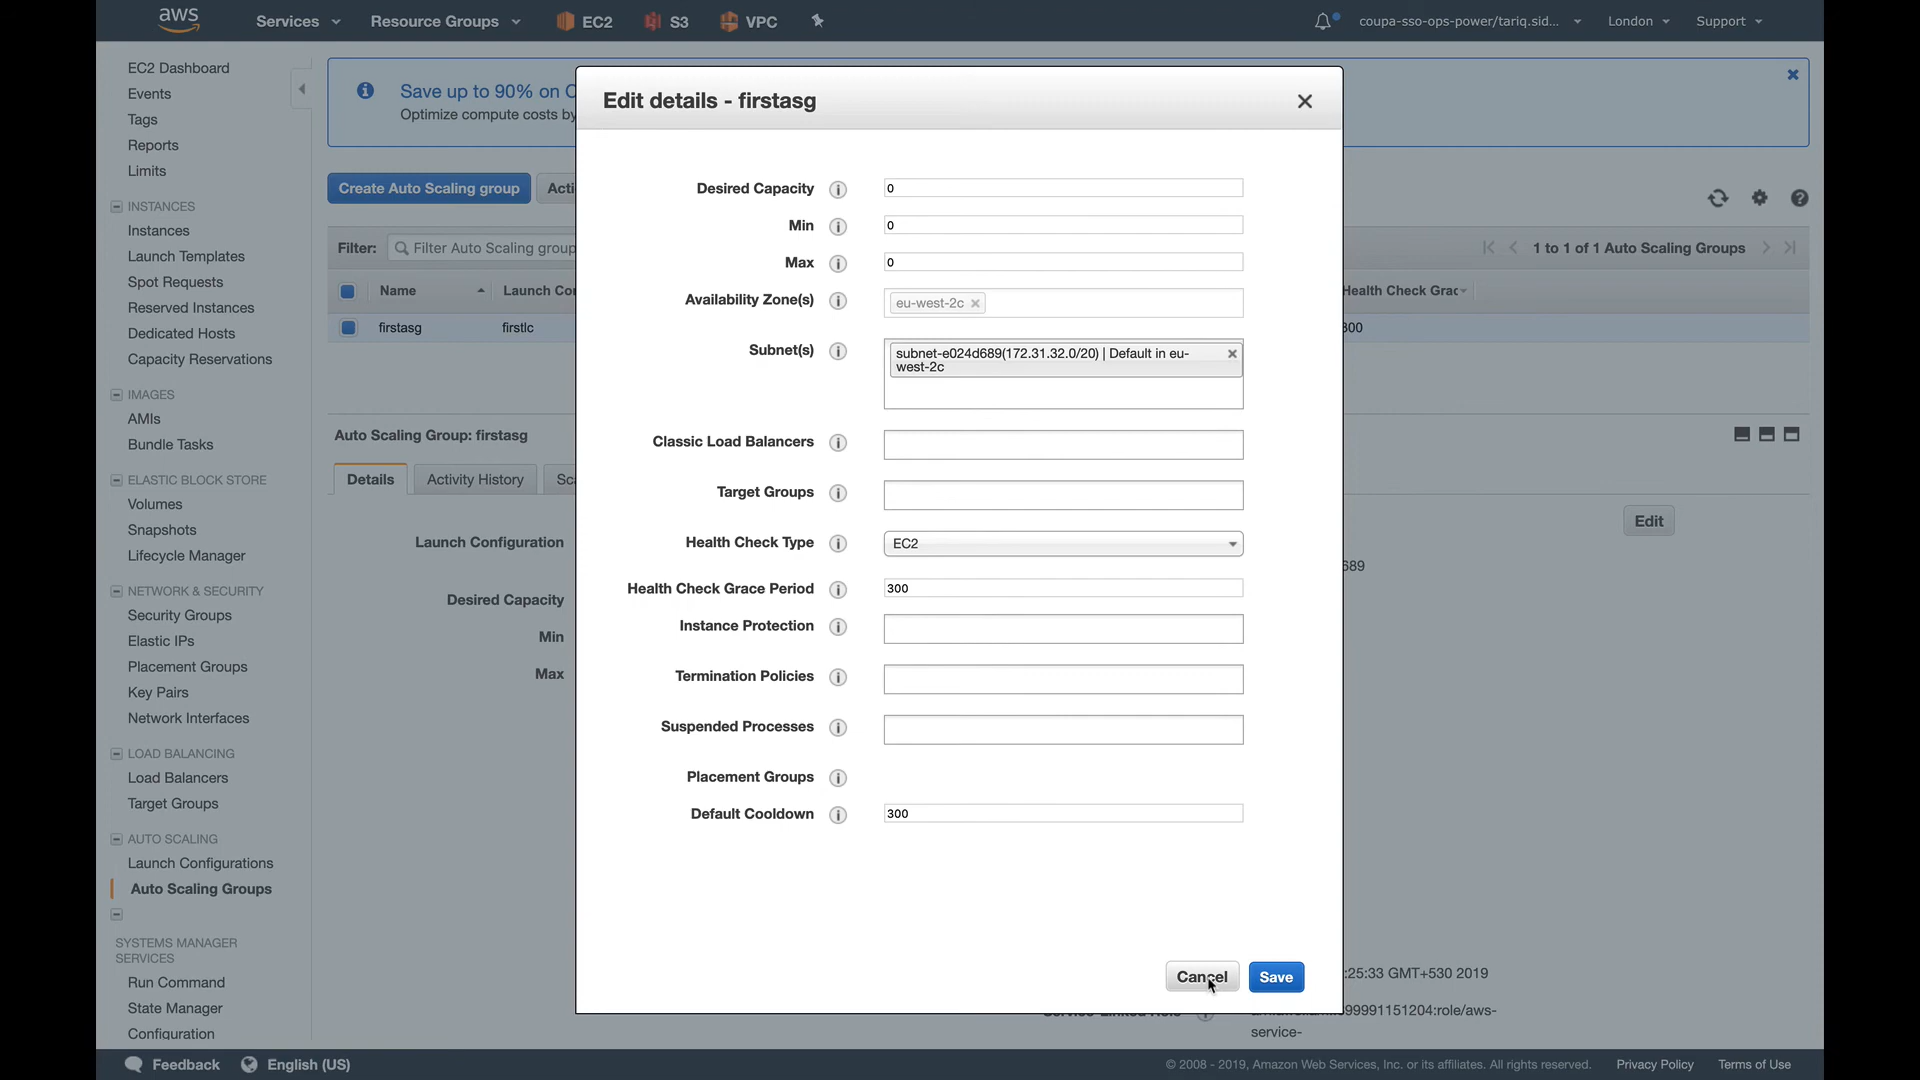 aws
Services
Resource Groups
EC2
S3
VPC
coupa-sso-ops-power/tariq.sid...
London
Support
EC2 Dashboard
Events
Tags
Reports
Limits
INSTANCES
Instances
Launch Templates
Spot Requests
Reserved Instances
Dedicated Hosts
Capacity Reservations
IMAGES
AMIs
Bundle Tasks
ELASTIC BLOCK STORE
Volumes
Snapshots
Lifecycle Manager
NETWORK & SECURITY
Security Groups
Elastic IPs
Placement Groups
Key Pairs
Network Interfaces
LOAD BALANCING
Load Balancers
Target Groups
AUTO SCALING
Launch Configurations
Auto Scaling Groups
SYSTEMS MANAGER
SERVICES
Run Command
State Manager
Configuration
Save up to 90% on
Optimize compute costs by
Create Auto Scaling group
Acti
Filter:
Filter Auto Scaling group
1 to 1 of 1 Auto Scaling Groups
Name
Launch Co
Health Check Grac
firstasg
firstlc
300
Auto Scaling Group: firstasg
Details
Activity History
Sca
Edit
Launch Configuration
689
Desired Capacity
Min
Max
:25:33 GMT+530 2019
99991151204:role/aws-
service-
Edit details - firstasg
Desired Capacity
0
Min
0
Max
0
Availability Zone(s)
eu-west-2c
Subnet(s)
subnet-e024d689(172.31.32.0/20) | Default in eu-
west-2c
Classic Load Balancers
Target Groups
Health Check Type
EC2
Health Check Grace Period
300
Instance Protection
Termination Policies
Suspended Processes
Placement Groups
Default Cooldown
300
Cancel
Save
Feedback
English (US)
© 2008 - 2019, Amazon Web Services, Inc. or its affiliates. All rights reserved.
Privacy Policy
Terms of Use